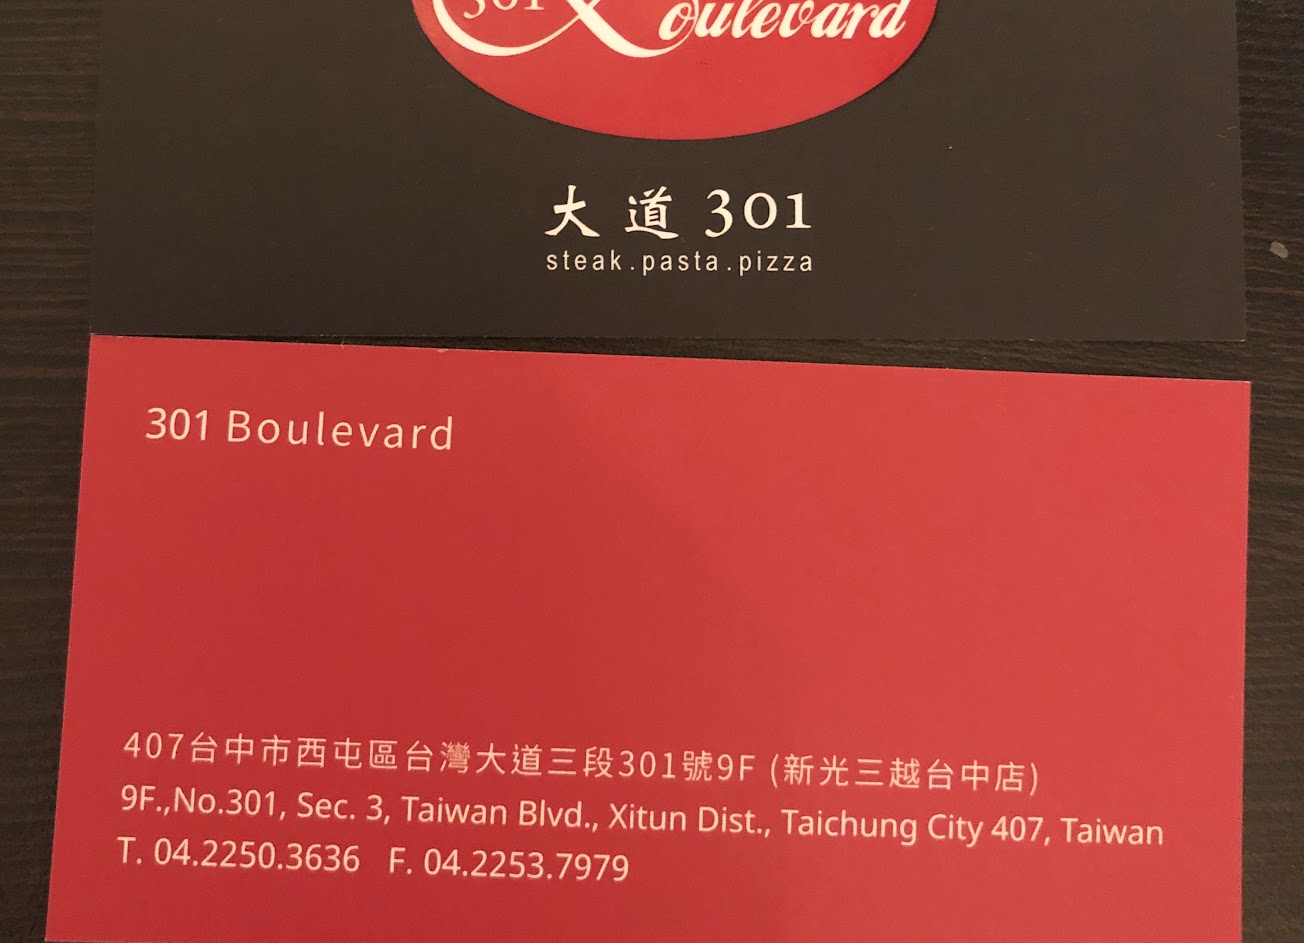 301 Boulevard
大道 301
steak.pasta.pizza
301 Boulevard
407台中市西屯區台灣大道三段301號9F (新光三越台中店)
9F.,No.301, Sec. 3, Taiwan Blvd., Xitun Dist., Taichung City 407, Taiwan
T. 04.2250.3636 F. 04.2253.7979